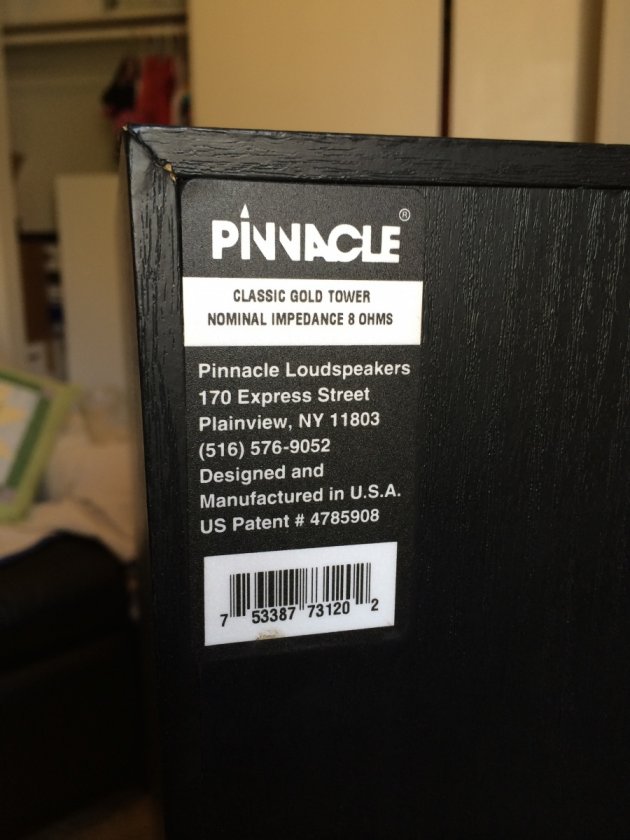 PINNACLE®
CLASSIC GOLD TOWER
NOMINAL IMPEDANCE 8 OHMS
Pinnacle Loudspeakers
170 Express Street
Plainview, NY 11803
(516) 576-9052
Designed and
Manufactured in U.S.A.
US Patent # 4785908
7 53387 73120 2